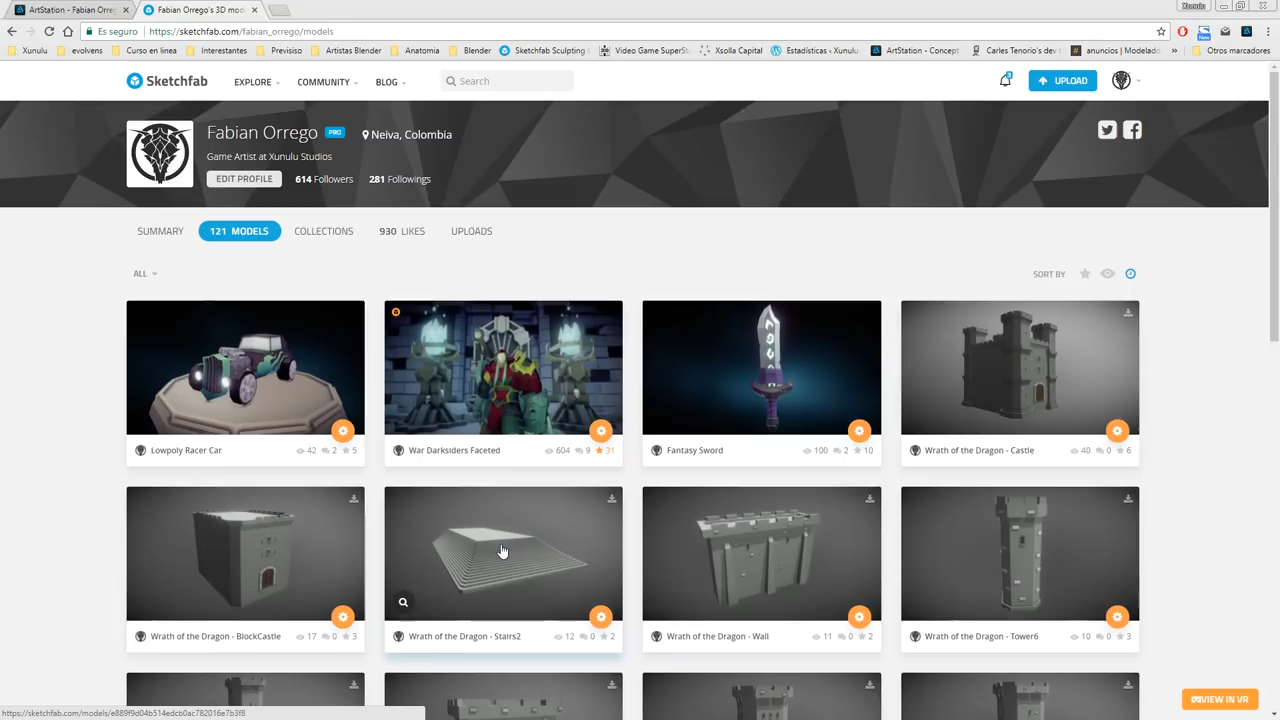 ArtStation - Fabian Orreg
Fabian Orrego's 3D mod
Xunulu
Es seguro
https://sketchfab.com/fabian_orrego/models
Xunulu evolvens Curso en linea Interestantes Previsiso Artistas Blender Anatomia Blender Sketchfab Sculpting Video Game SuperSt Xsolla Capital Estadísticas ‹ Xunulu ArtStation - Concept Carles Tenorio's dev anuncios | Modelado Otros marcadores
Sketchfab EXPLORE COMMUNITY BLOG Search UPLOAD
Fabian Orrego PRO Neiva, Colombia
Game Artist at Xunulu Studios
EDIT PROFILE 614 Followers 281 Followings
SUMMARY 121 MODELS COLLECTIONS 930 LIKES UPLOADS
ALL SORT BY
Lowpoly Racer Car 42 2 5
War Darksiders Faceted 604 9 31
Fantasy Sword 100 2 10
Wrath of the Dragon - Castle 40 0 6
Wrath of the Dragon - BlockCastle 17 0 3
Wrath of the Dragon - Stairs2 12 0 2
Wrath of the Dragon - Wall 11 0 2
Wrath of the Dragon - Tower6 10 0 3
VIEW IN VR
https://sketchfab.com/models/e889f9d04b514edcb0ac782016e7b3f8